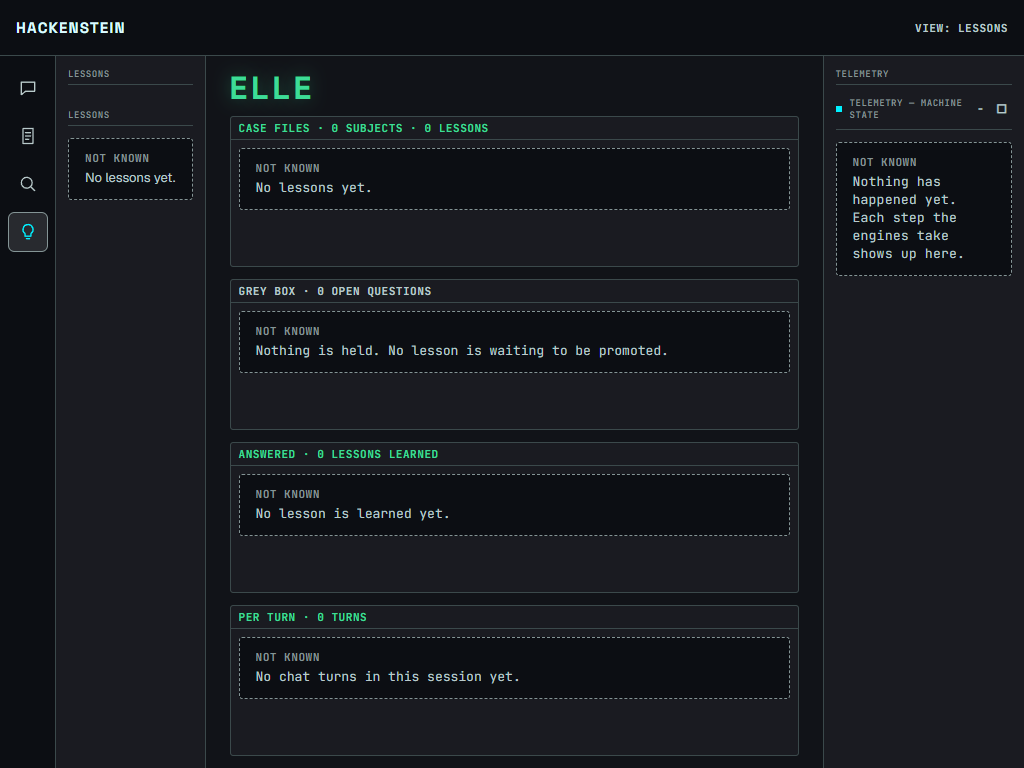 HACKENSTEIN
VIEW: LESSONS
LESSONS
LESSONS
NOT KNOWN
No lessons yet.
ELLE
CASE FILES · 0 SUBJECTS · 0 LESSONS
NOT KNOWN
No lessons yet.
GREY BOX · 0 OPEN QUESTIONS
NOT KNOWN
Nothing is held. No lesson is waiting to be promoted.
ANSWERED · 0 LESSONS LEARNED
NOT KNOWN
No lesson is learned yet.
PER TURN · 0 TURNS
NOT KNOWN
No chat turns in this session yet.
TELEMETRY
TELEMETRY — MACHINE
STATE
NOT KNOWN
Nothing has
happened yet.
Each step the
engines take
shows up here.